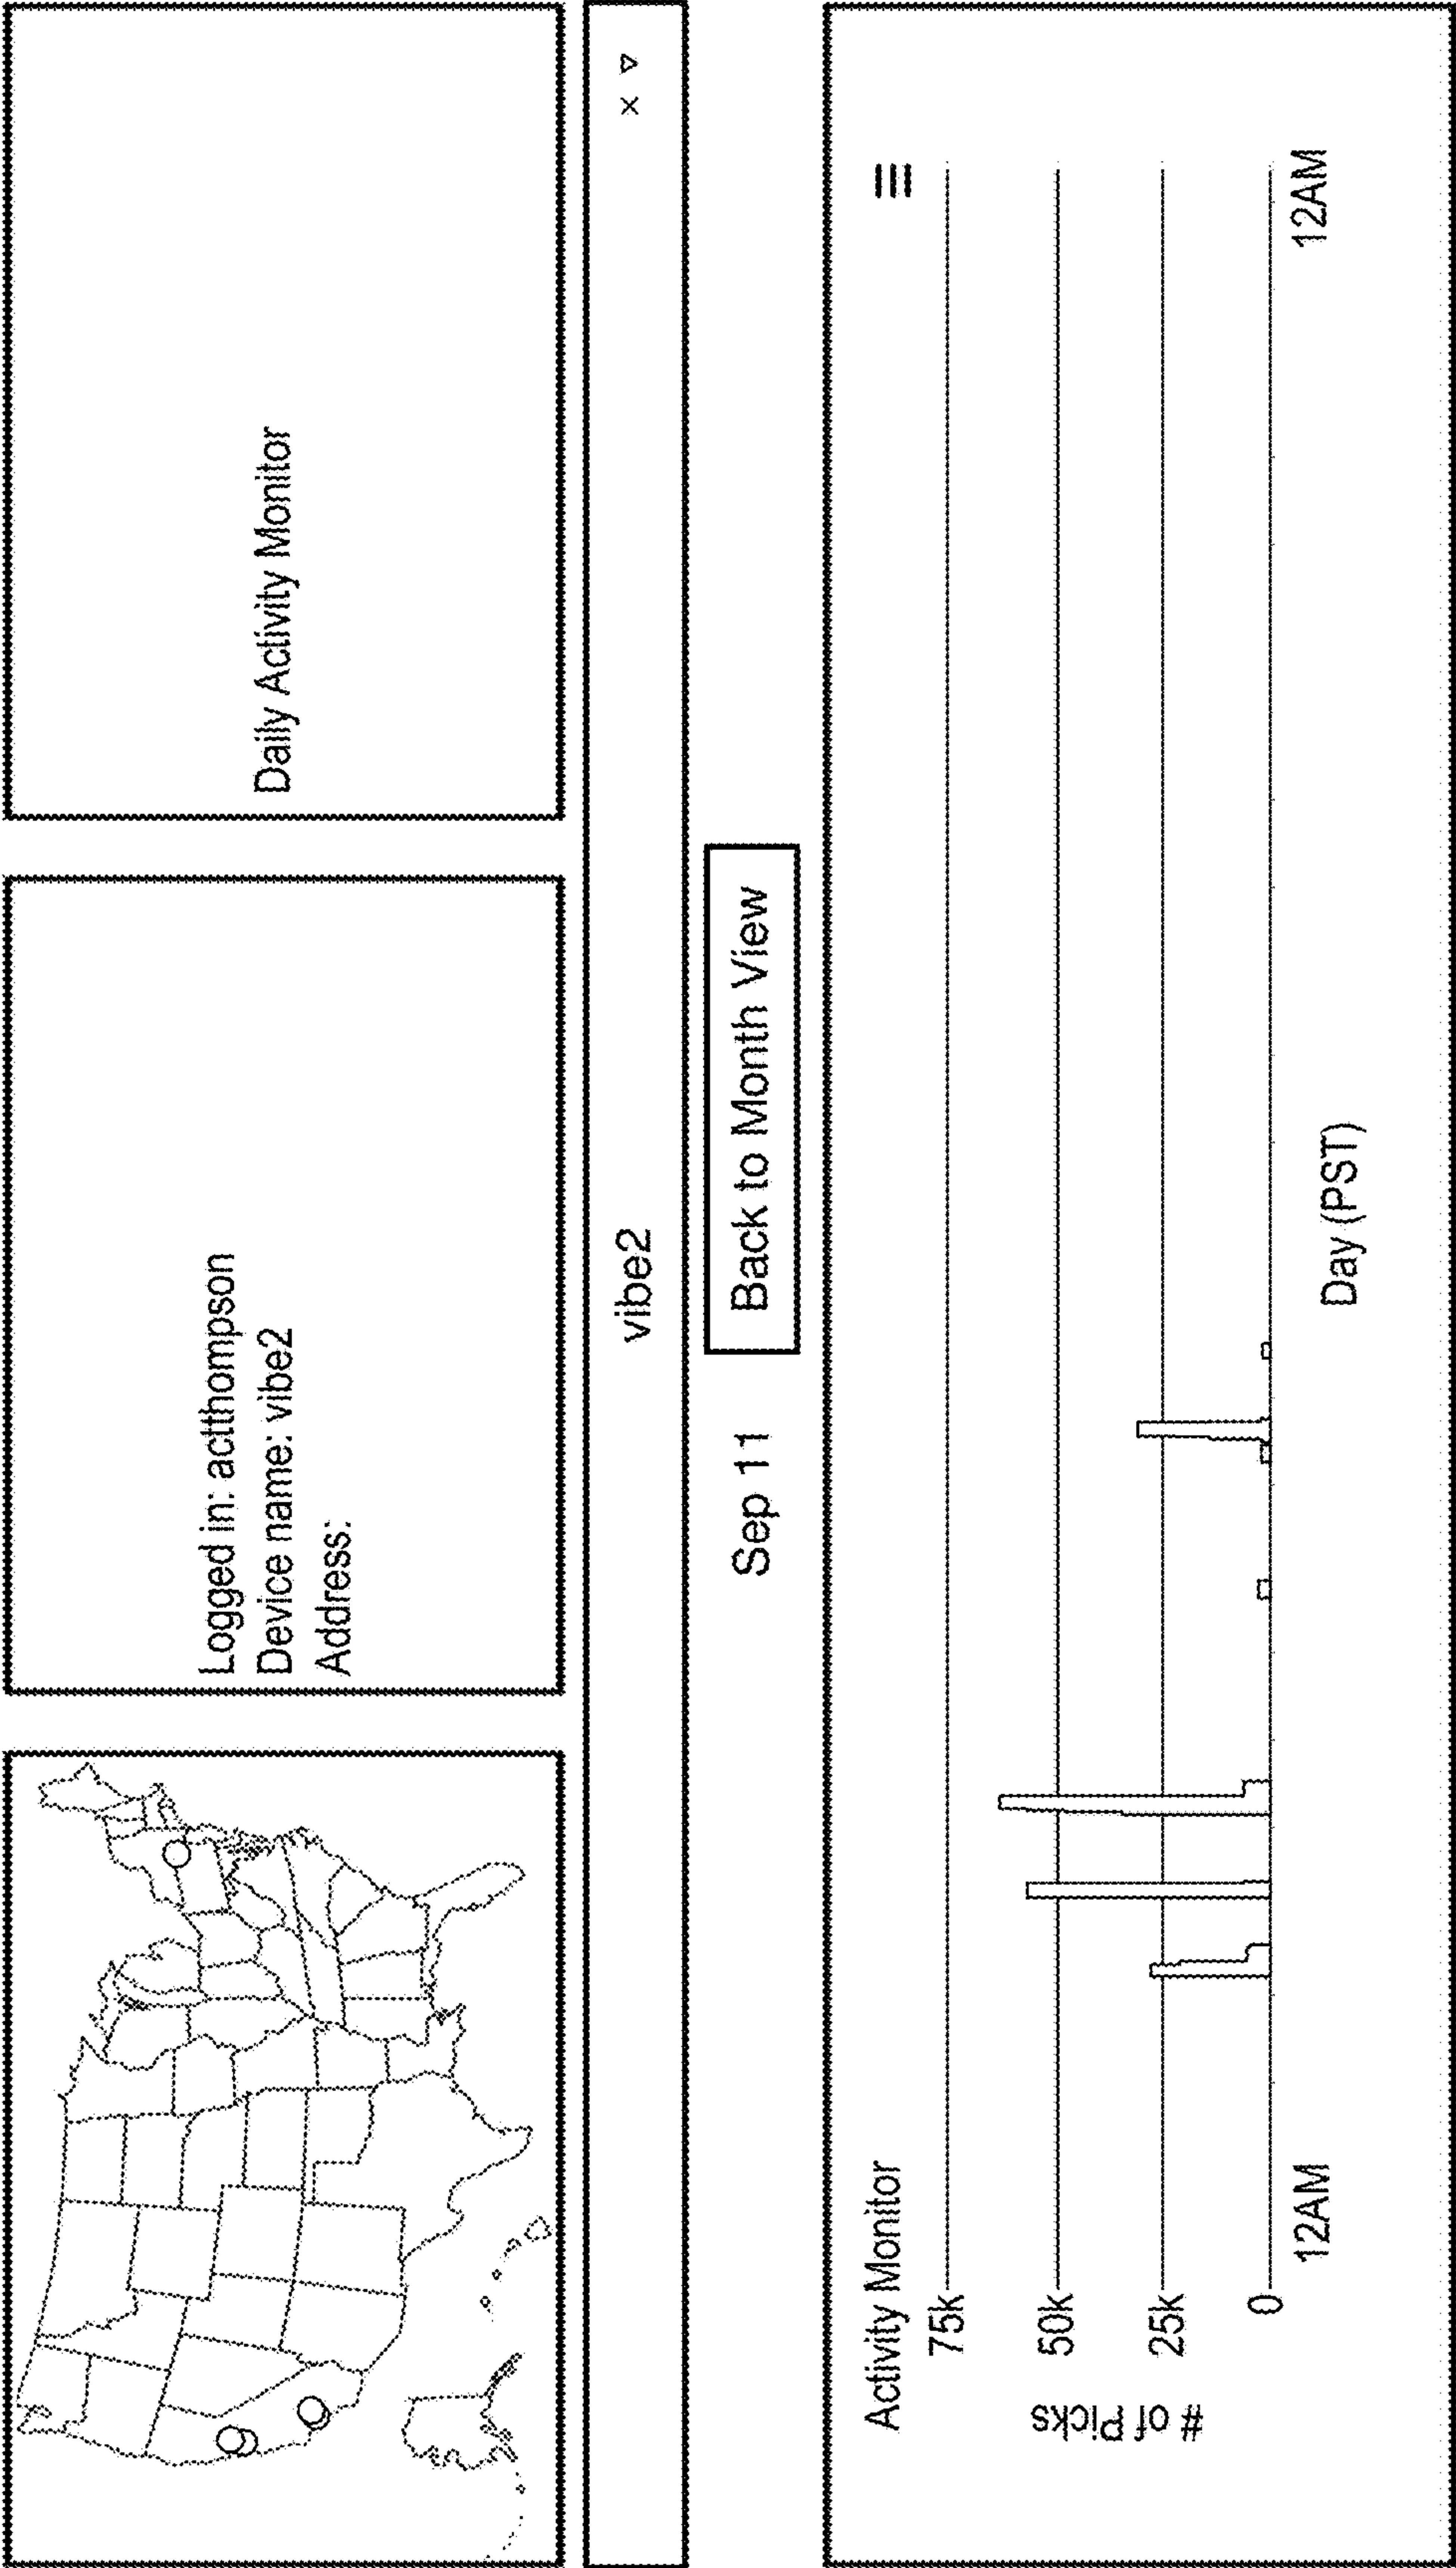 Logged in: actthompson
Device name: vibe2
Address:
Daily Activity Monitor
vibe2
× ▽
Sep 11
Back to Month View
Activity Monitor
# of Picks
75k
50k
25k
0
12AM
12AM
Day (PST)